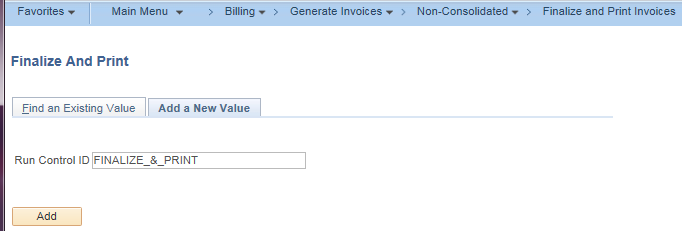 Favorites Main Menu > Billing > Generate Invoices > Non-Consolidated > Finalize and Print Invoices
Finalize And Print
Find an Existing Value Add a New Value
Run Control ID FINALIZE_&_PRINT
Add